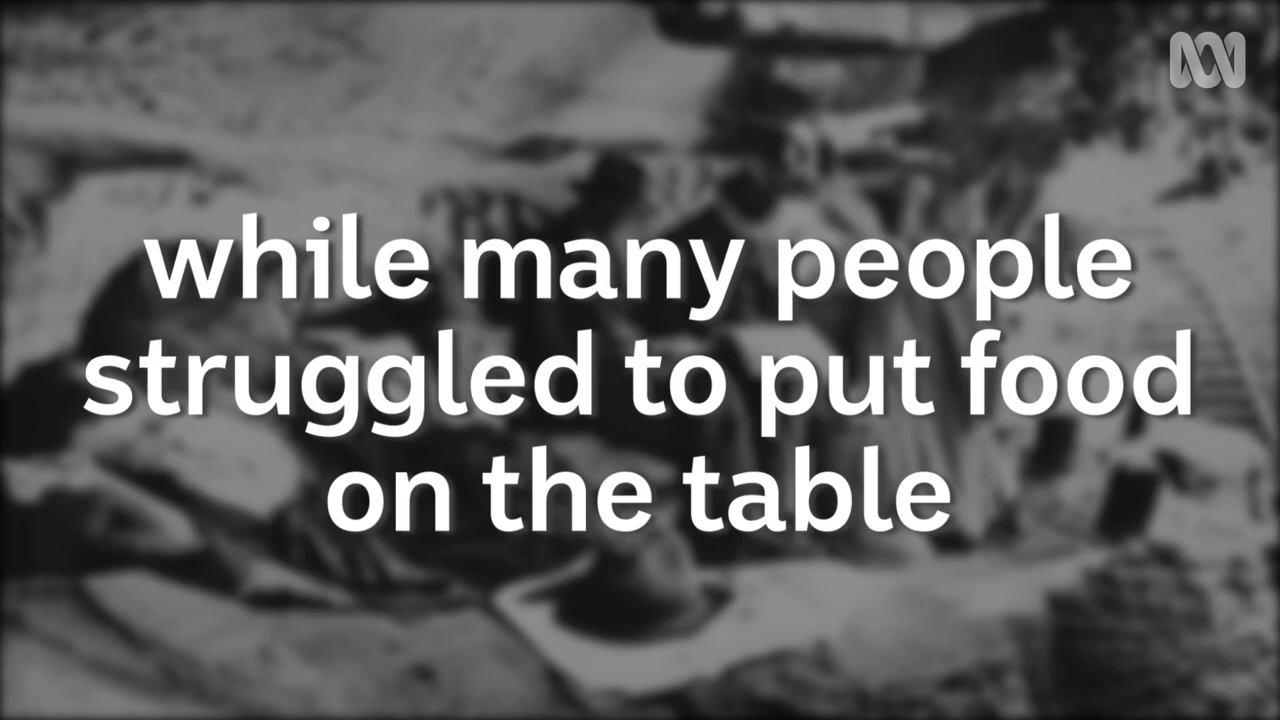 while many people
struggled to put food
on the table